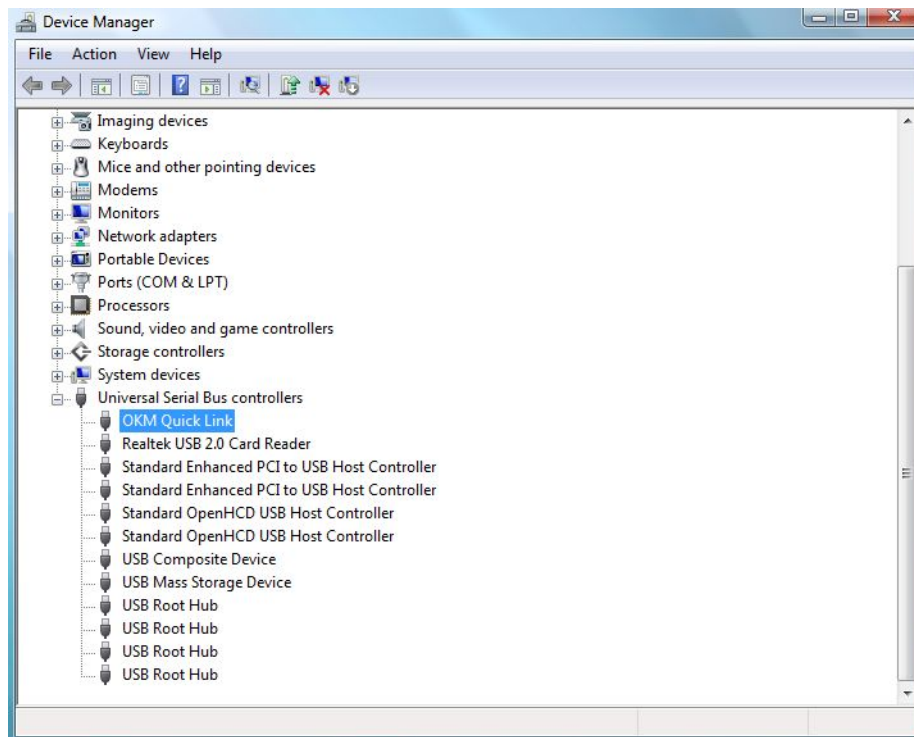 Device Manager
File Action View Help
Imaging devices
Keyboards
Mice and other pointing devices
Modems
Monitors
Network adapters
Portable Devices
Ports (COM & LPT)
Processors
Sound, video and game controllers
Storage controllers
System devices
Universal Serial Bus controllers
OKM Quick Link
Realtek USB 2.0 Card Reader
Standard Enhanced PCI to USB Host Controller
Standard Enhanced PCI to USB Host Controller
Standard OpenHCD USB Host Controller
Standard OpenHCD USB Host Controller
USB Composite Device
USB Mass Storage Device
USB Root Hub
USB Root Hub
USB Root Hub
USB Root Hub